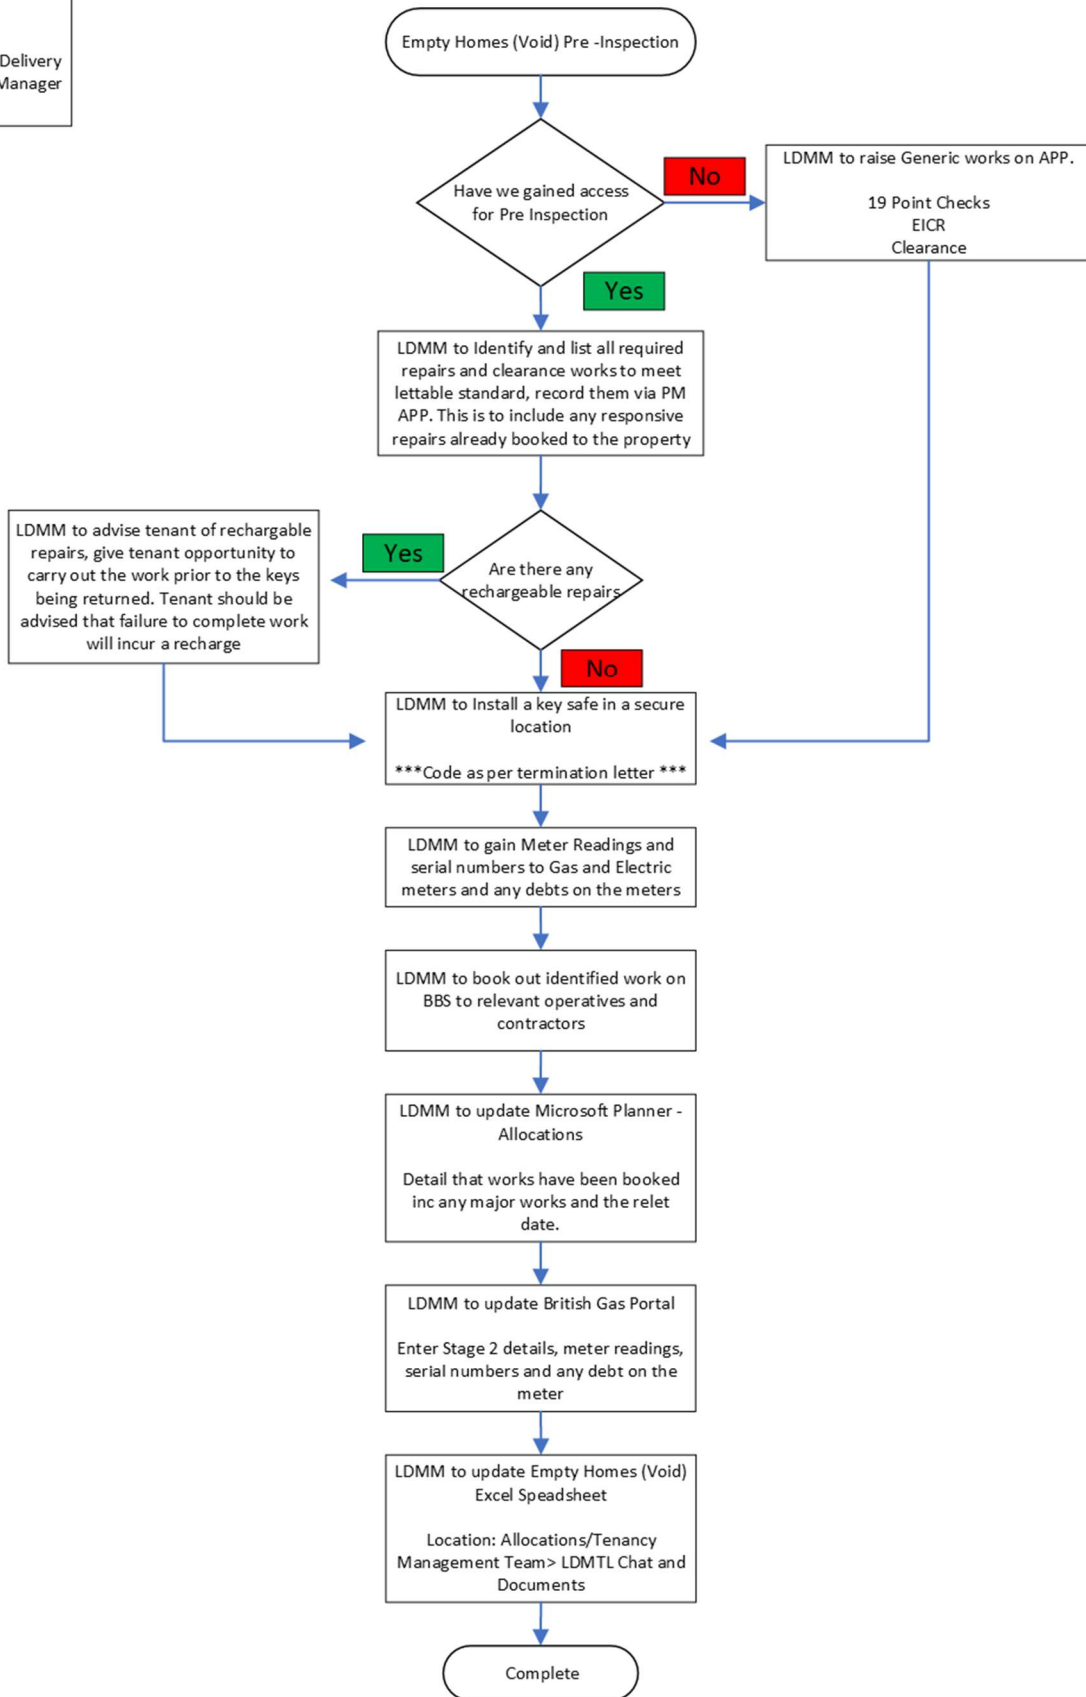 Delivery
Manager
Empty Homes (Void) Pre -Inspection
Have we gained access
for Pre Inspection
No
LDMM to raise Generic works on APP.
19 Point Checks
EICR
Clearance
Yes
LDMM to Identify and list all required
repairs and clearance works to meet
lettable standard, record them via PM
APP. This is to include any responsive
repairs already booked to the property
LDMM to advise tenant of rechargable
repairs, give tenant opportunity to
carry out the work prior to the keys
being returned. Tenant should be
advised that failure to complete work
will incur a recharge
Yes
Are there any
rechargeable repairs
No
LDMM to Install a key safe in a secure
location
***Code as per termination letter ***
LDMM to gain Meter Readings and
serial numbers to Gas and Electric
meters and any debts on the meters
LDMM to book out identified work on
BBS to relevant operatives and
contractors
LDMM to update Microsoft Planner -
Allocations
Detail that works have been booked
inc any major works and the relet
date.
LDMM to update British Gas Portal
Enter Stage 2 details, meter readings,
serial numbers and any debt on the
meter
LDMM to update Empty Homes (Void)
Excel Speadsheet
Location: Allocations/Tenancy
Management Team> LDMTL Chat and
Documents
Complete